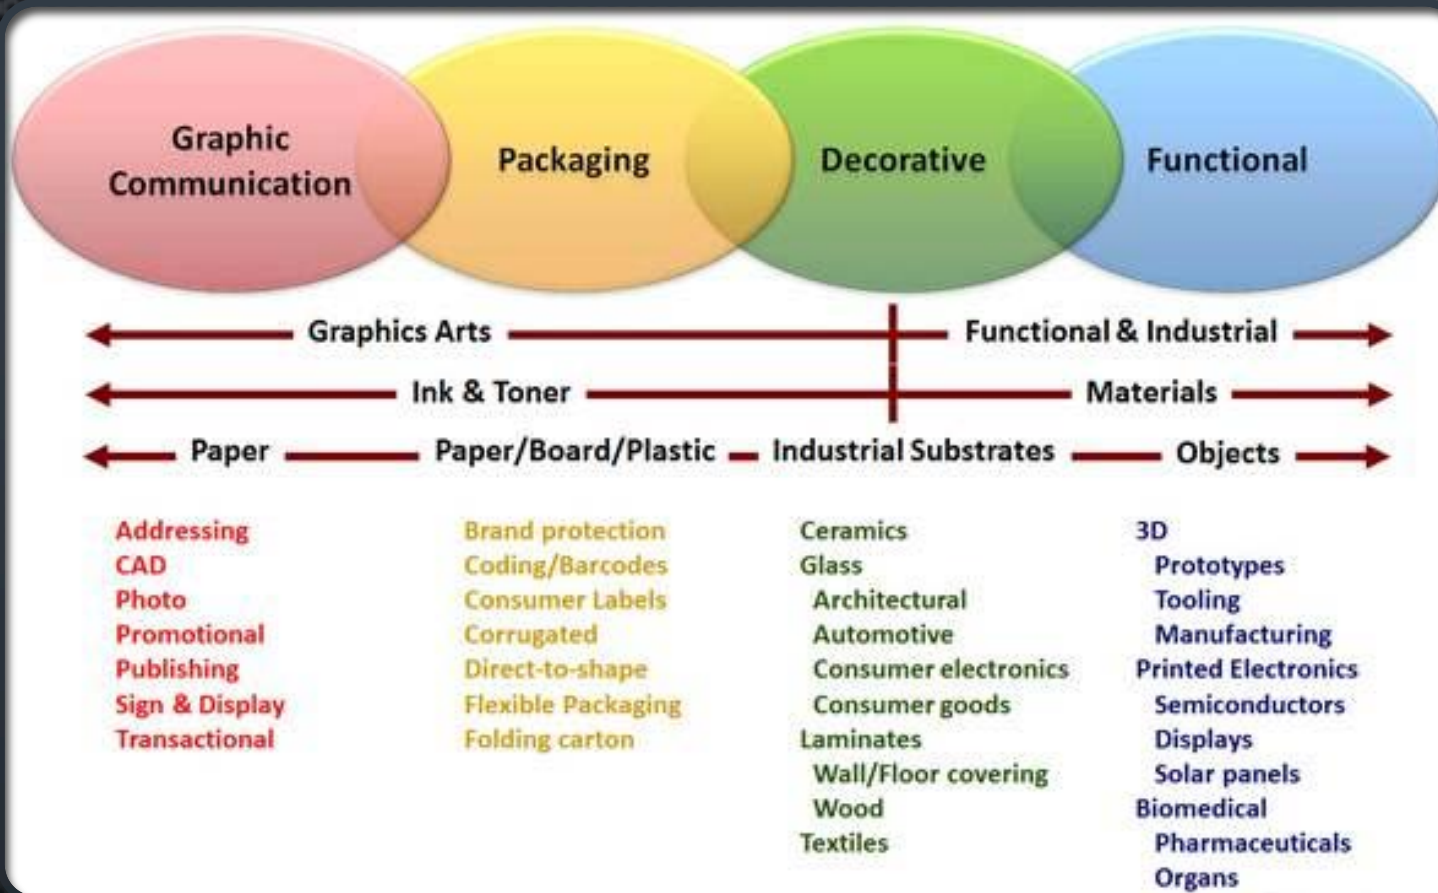 Graphic
Communication
Packaging
Decorative
Functional
Graphics Arts
Functional & Industrial
Ink & Toner
Materials
Paper
Paper/Board/Plastic
Industrial Substrates
Objects
Addressing
CAD
Photo
Promotional
Publishing
Sign & Display
Transactional
Brand protection
Coding/Barcodes
Consumer Labels
Corrugated
Direct-to-shape
Flexible Packaging
Folding carton
Ceramics
Glass
Architectural
Automotive
Consumer electronics
Consumer goods
Laminates
Wall/Floor covering
Wood
Textiles
3D
Prototypes
Tooling
Manufacturing
Printed Electronics
Semiconductors
Displays
Solar panels
Biomedical
Pharmaceuticals
Organs